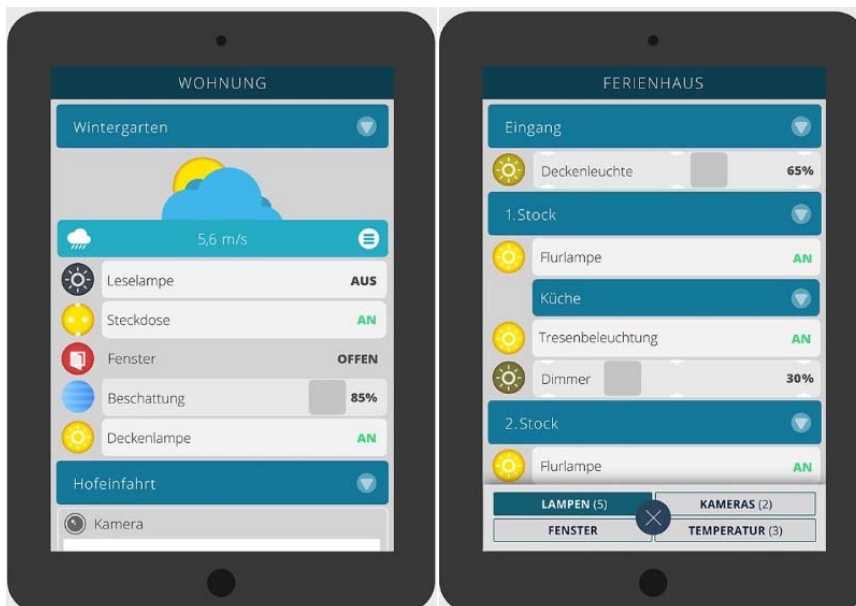 WOHNUNG
Wintergarten
5,6 m/s
Leselampe AUS
Steckdose AN
Fenster OFFEN
Beschattung 85%
Deckenlampe AN
Hofeinfahrt
Kamera
FERIENHAUS
Eingang
Deckenleuchte 65%
1.Stock
Flurlampe AN
Küche
Tresenbeleuchtung AN
Dimmer 30%
2.Stock
Flurlampe AN
LAMPEN (5) KAMERAS (2)
FENSTER TEMPERATUR (3)